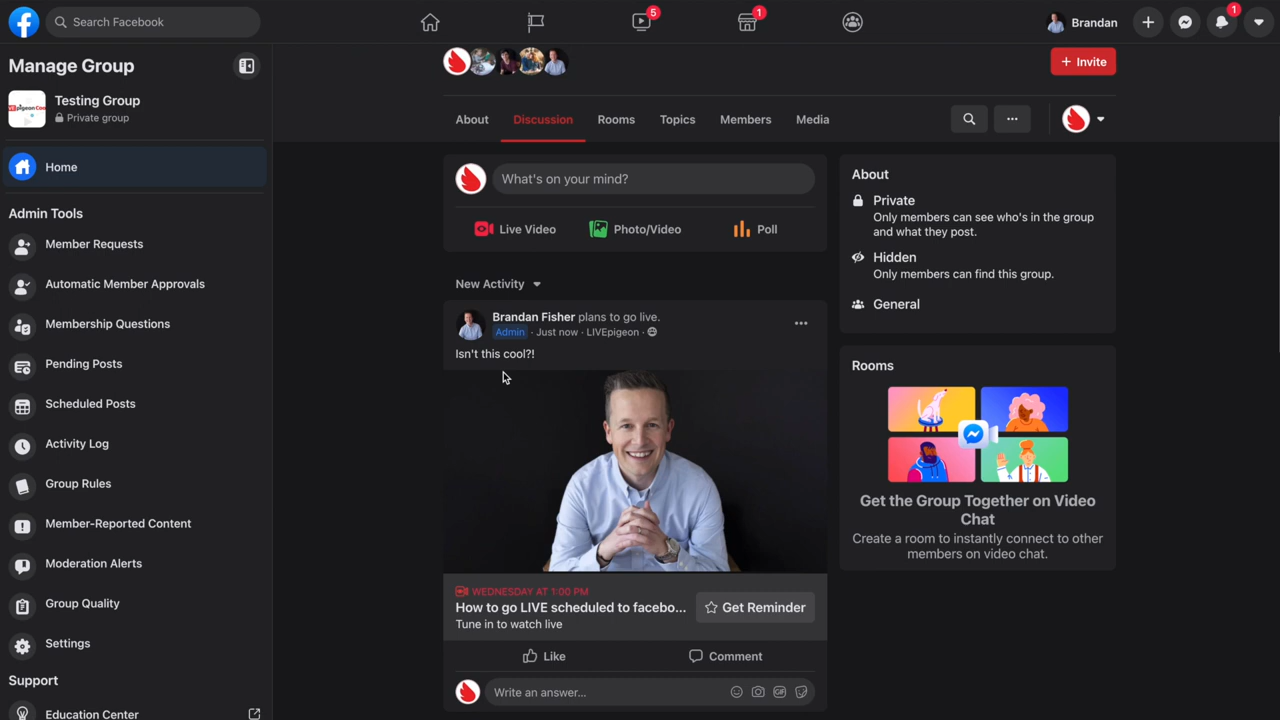 Search Facebook
5
1
Brandan
1
Manage Group
Testing Group
Private group
Home
Admin Tools
Member Requests
Automatic Member Approvals
Membership Questions
Pending Posts
Scheduled Posts
Activity Log
Group Rules
Member-Reported Content
Moderation Alerts
Group Quality
Settings
Support
Education Center
+ Invite
About
Discussion
Rooms
Topics
Members
Media
What's on your mind?
Live Video
Photo/Video
Poll
New Activity
Brandan Fisher plans to go live.
Admin · Just now · LIVEpigeon ·
Isn't this cool?!
WEDNESDAY AT 1:00 PM
How to go LIVE scheduled to facebo...
Tune in to watch live
Get Reminder
Like
Comment
Write an answer...
GIF
About
Private
Only members can see who's in the group
and what they post.
Hidden
Only members can find this group.
General
Rooms
Get the Group Together on Video
Chat
Create a room to instantly connect to other
members on video chat.